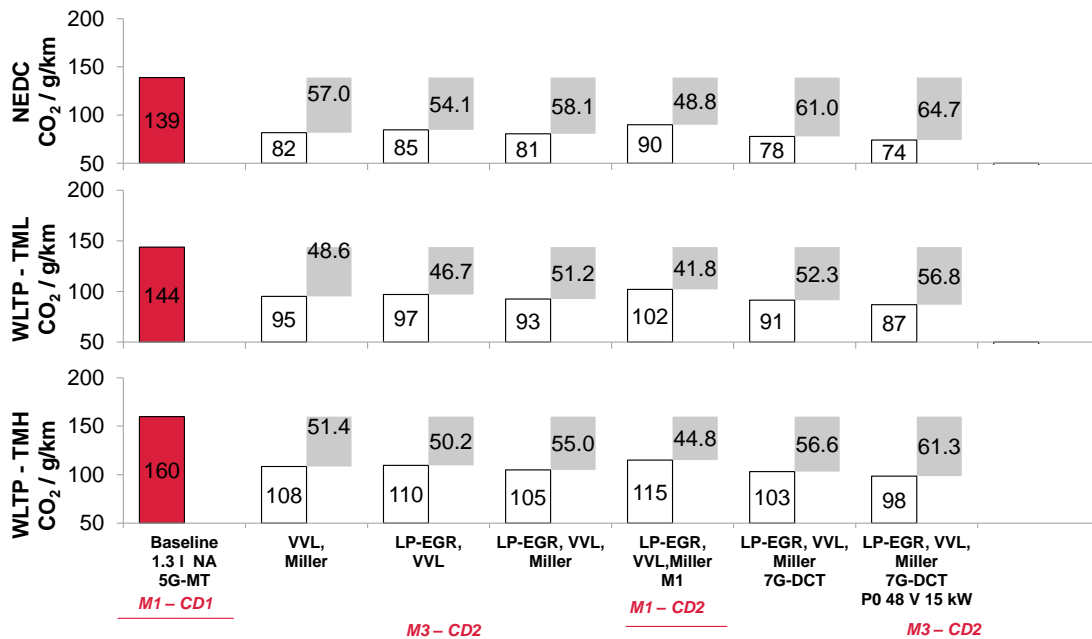 200
150
100
50
NEDC
CO₂ / g/km
139
57.0
82
54.1
85
58.1
81
48.8
90
61.0
78
64.7
74
200
150
100
50
WLTP - TML
CO₂ / g/km
144
48.6
95
46.7
97
51.2
93
41.8
102
52.3
91
56.8
87
200
150
100
50
WLTP - TMH
CO₂ / g/km
160
51.4
108
50.2
110
55.0
105
44.8
115
56.6
103
61.3
98
Baseline
1.3 l NA
5G-MT
VVL,
Miller
LP-EGR,
VVL
LP-EGR, VVL,
Miller
LP-EGR,
VVL,Miller
M1
LP-EGR, VVL,
Miller
7G-DCT
LP-EGR, VVL,
Miller
7G-DCT
P0 48 V 15 kW
M1 – CD1
M3 – CD2
M1 – CD2
M3 – CD2